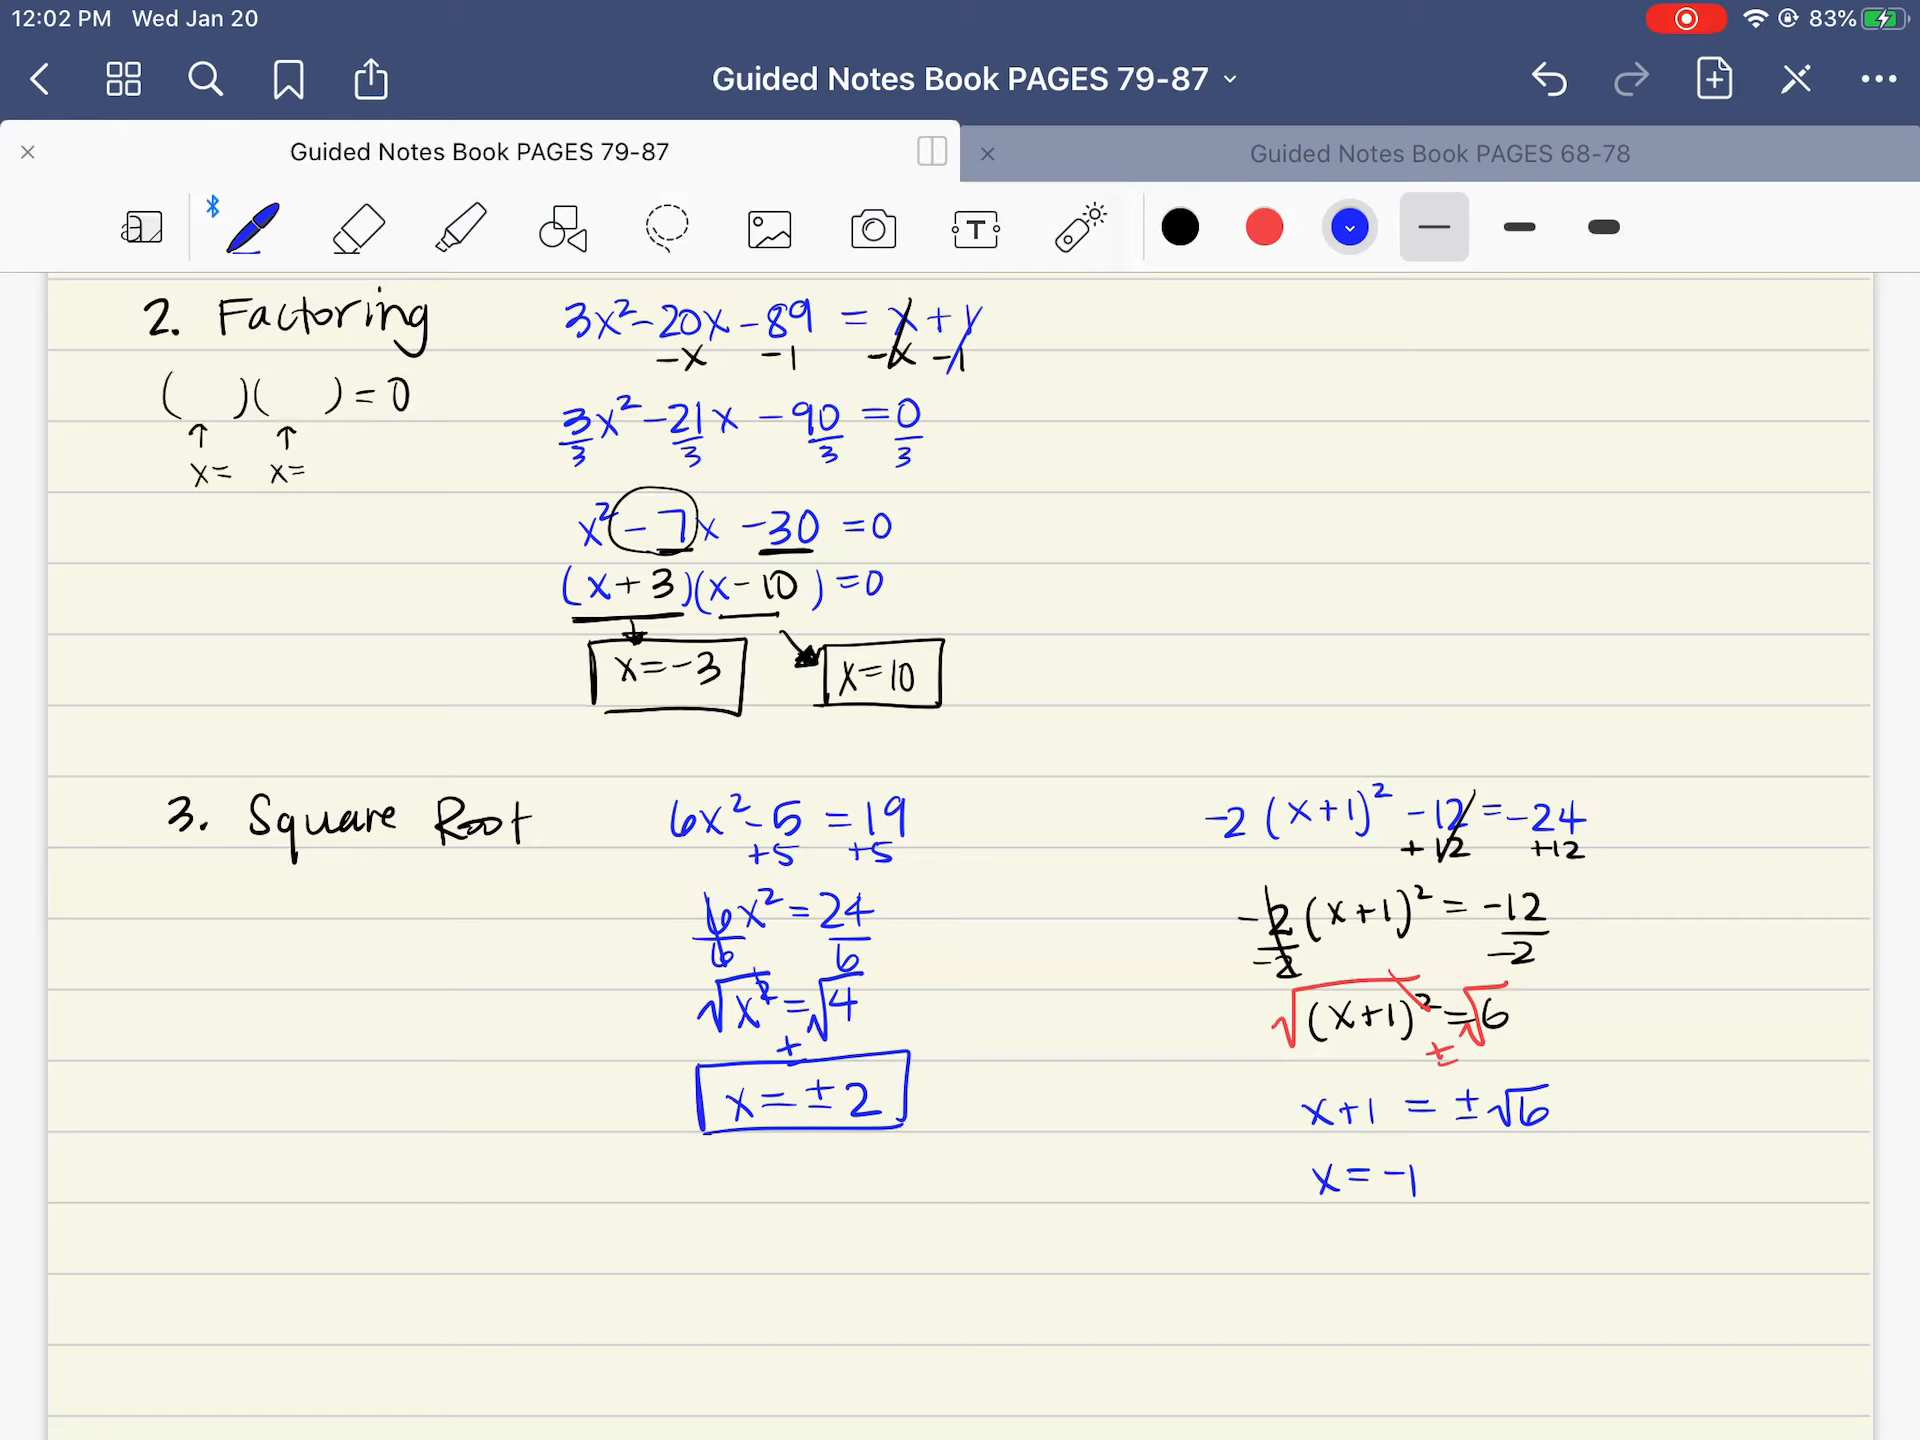 12:02 PM Wed Jan 20
83%
Guided Notes Book PAGES 79-87
Guided Notes Book PAGES 79-87
Guided Notes Book PAGES 68-78
2. Factoring
( )( ) = 0
↑ ↑
x= x=
3x² - 20x - 89 = x + 1
-x -1 -x -1
3x² - 21x - 90 = 0
3 3 3 3
x² - 7x - 30 = 0
(x + 3)(x - 10) = 0
x = -3 x = 10
3. Square Root
6x² - 5 = 19
+5 +5
6x² = 24
6 6
√x² = √4
±
x = ± 2
-2(x+1)² - 12 = -24
+12 +12
-2(x+1)² = -12
-2 -2
√(x+1)² = √6
±
x+1 = ±√6
x = -1